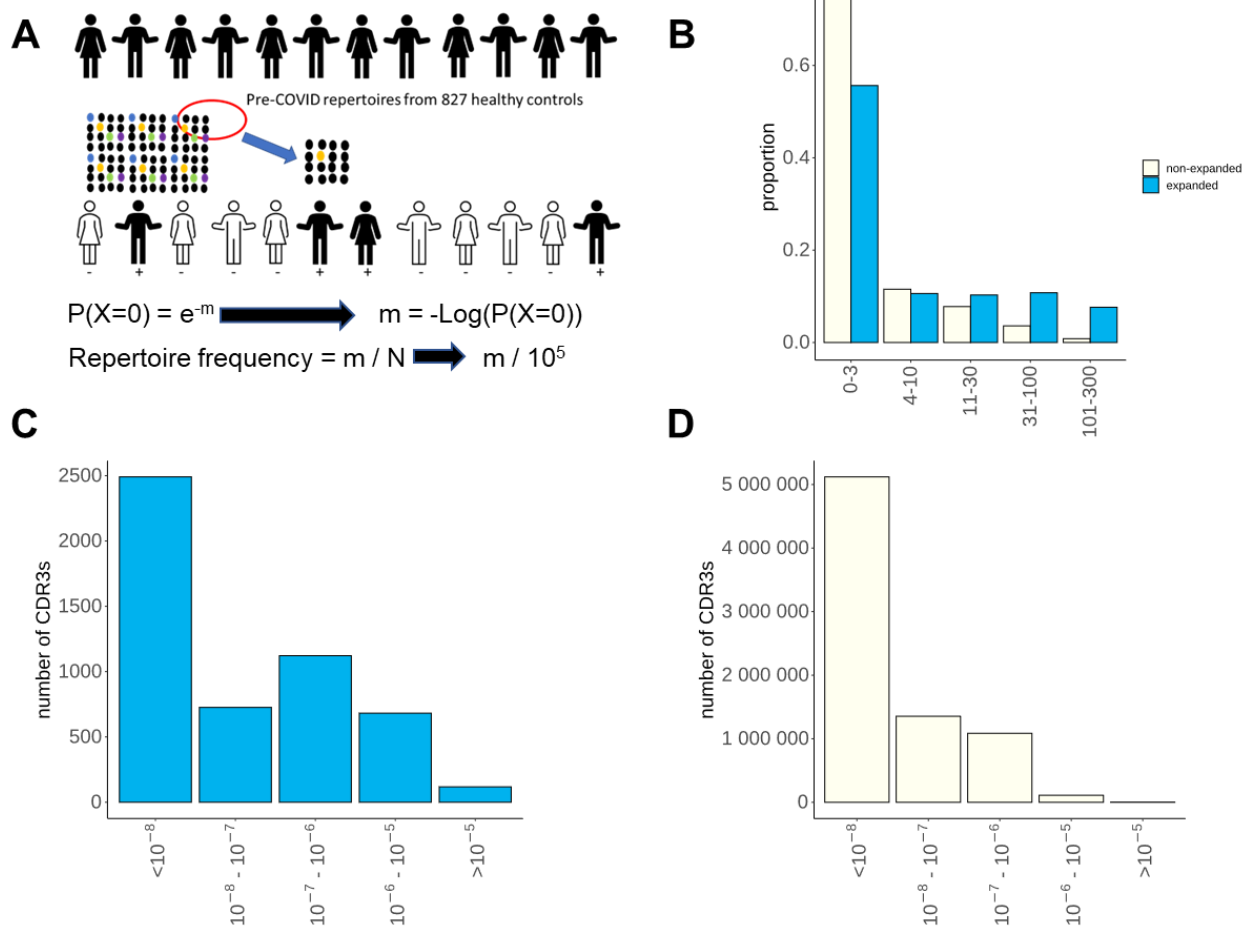 A
Pre-COVID repertoires from 827 healthy controls
- + - - - + + - - - - +
P(X=0) = e^-m m = -Log(P(X=0))
Repertoire frequency = m / N m / 10⁵
B
proportion
0.6
0.4
0.2
0.0
0-3
4-10
11-30
31-100
101-300
non-expanded
expanded
C
number of CDR3s
2500
2000
1500
1000
500
0
<10⁻⁸
10⁻⁸ - 10⁻⁷
10⁻⁷ - 10⁻⁶
10⁻⁶ - 10⁻⁵
>10⁻⁵
D
number of CDR3s
5 000 000
4 000 000
3 000 000
2 000 000
1 000 000
0
<10⁻⁸
10⁻⁸ - 10⁻⁷
10⁻⁷ - 10⁻⁶
10⁻⁶ - 10⁻⁵
>10⁻⁵